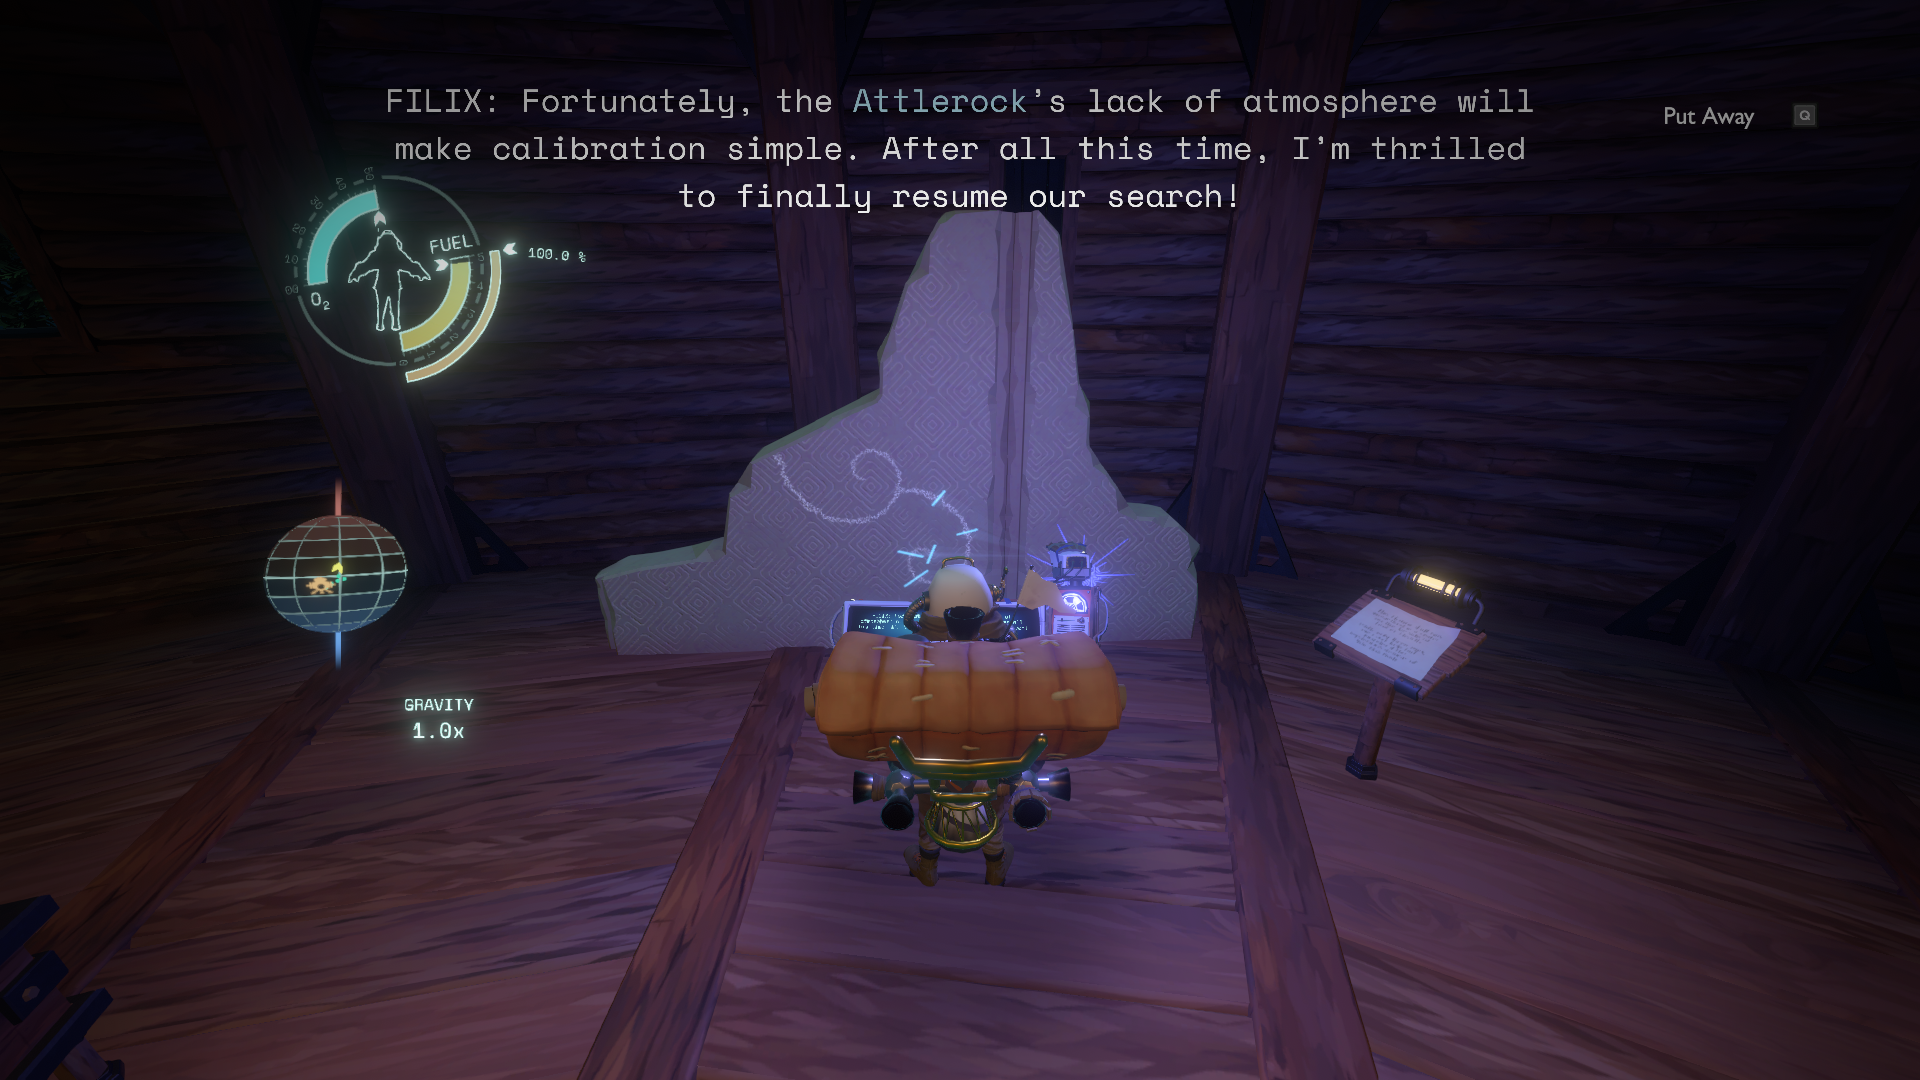 FILIX: Fortunately, the Attlerock's lack of atmosphere will
make calibration simple. After all this time, I'm thrilled
to finally resume our search!
Put Away Q
FUEL
100.0 %
O2
GRAVITY
1.0x